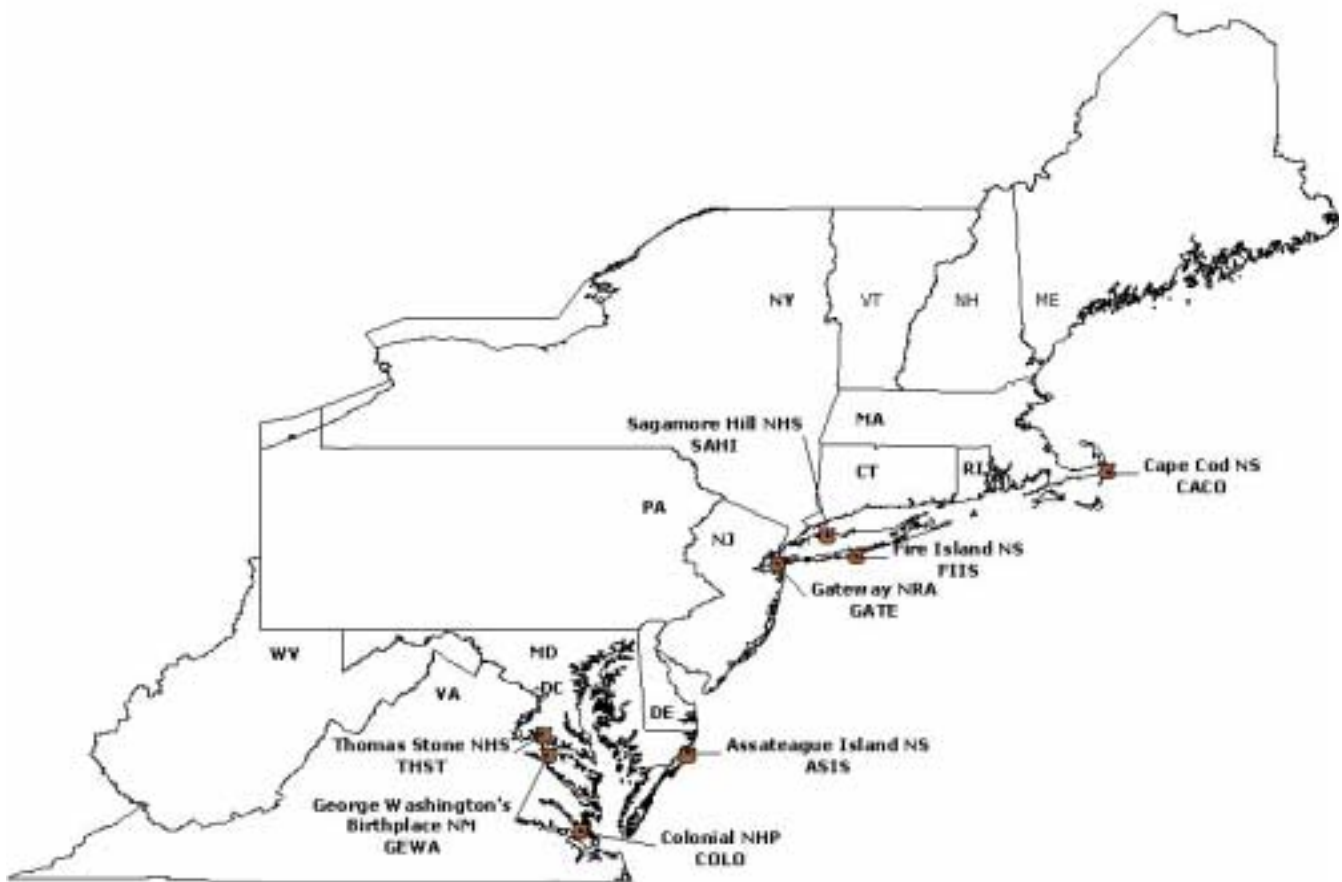 NY
VT
NH
ME
Sagamore Hill NHS
SAHI
MA
CT
RI
Cape Cod NS
CACO
PA
NJ
Fire Island NS
FIIS
Gateway NRA
GATE
WV
MD
DC
VA
DE
Thomas Stone NHS
THST
Assateague Island NS
ASIS
George Washington's
Birthplace NM
GEWA
Colonial NHP
COLO